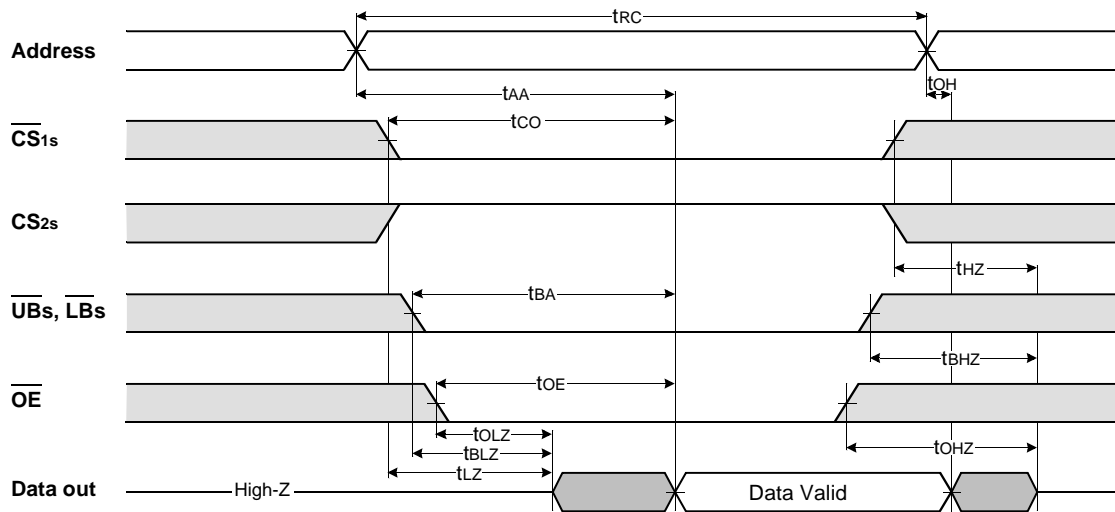 tRC
Address
tOH
tAA
CS1s
tCO
CS2s
tHZ
UBs, LBs
tBA
tBHZ
OE
tOE
tOLZ
tOHZ
tBLZ
tLZ
Data out
High-Z
Data Valid